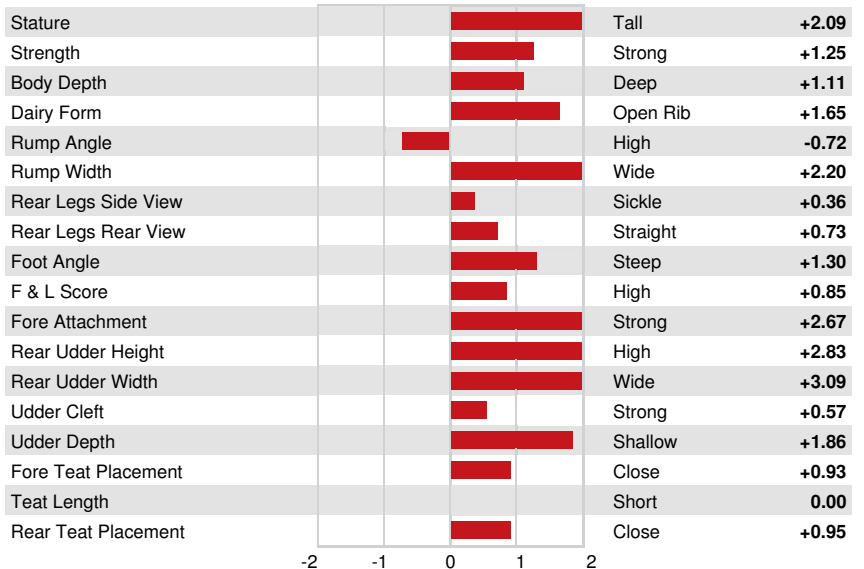 Stature Tall +2.09
Strength Strong +1.25
Body Depth Deep +1.11
Dairy Form Open Rib +1.65
Rump Angle High -0.72
Rump Width Wide +2.20
Rear Legs Side View Sickle +0.36
Rear Legs Rear View Straight +0.73
Foot Angle Steep +1.30
F & L Score High +0.85
Fore Attachment Strong +2.67
Rear Udder Height High +2.83
Rear Udder Width Wide +3.09
Udder Cleft Strong +0.57
Udder Depth Shallow +1.86
Fore Teat Placement Close +0.93
Teat Length Short 0.00
Rear Teat Placement Close +0.95
-2 -1 0 1 2